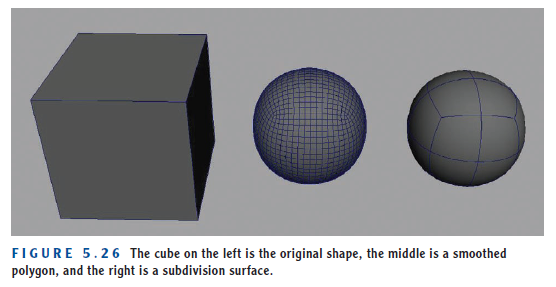 FIGURE 5.26 The cube on the left is the original shape, the middle is a smoothed
polygon, and the right is a subdivision surface.